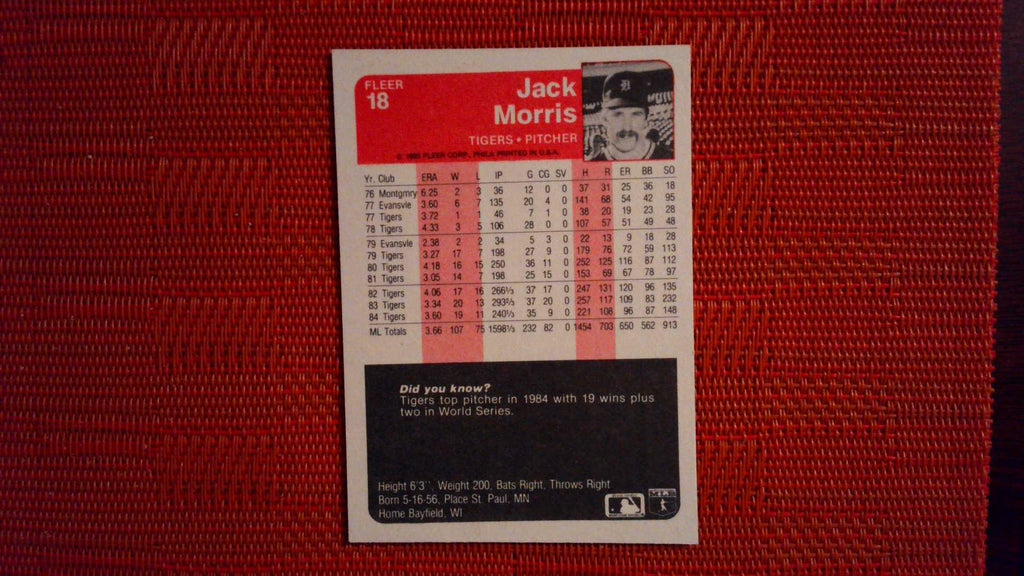 FLEER
18
Jack
Morris
TIGERS • PITCHER
© 1985 FLEER CORP., PHILA PRINTED IN U.S.A.
Yr. Club ERA W L IP G CG SV H R ER BB SO
76 Montgmry 6.25 2 3 36 12 0 0 37 31 25 36 18
77 Evansvle 3.60 6 7 135 20 4 0 141 68 54 42 95
77 Tigers 3.72 1 1 46 7 1 0 38 20 19 23 28
78 Tigers 4.33 3 5 106 28 0 0 107 57 51 49 48
79 Evansvle 2.38 2 2 34 5 3 0 22 13 9 18 28
79 Tigers 3.27 17 7 198 27 9 0 179 76 72 59 113
80 Tigers 4.18 16 15 250 36 11 0 252 125 116 87 112
81 Tigers 3.05 14 7 198 25 15 0 153 69 67 78 97
82 Tigers 4.06 17 16 266⅓ 37 17 0 247 131 120 96 135
83 Tigers 3.34 20 13 293⅔ 37 20 0 257 117 109 83 232
84 Tigers 3.60 19 11 240⅓ 35 9 0 221 108 96 87 148
ML Totals 3.66 107 75 1598⅓ 232 82 0 1454 703 650 562 913
Did you know?
Tigers top pitcher in 1984 with 19 wins plus
two in World Series.
Height 6'3'', Weight 200, Bats Right, Throws Right
Born 5-16-56, Place St. Paul, MN
Home Bayfield, WI